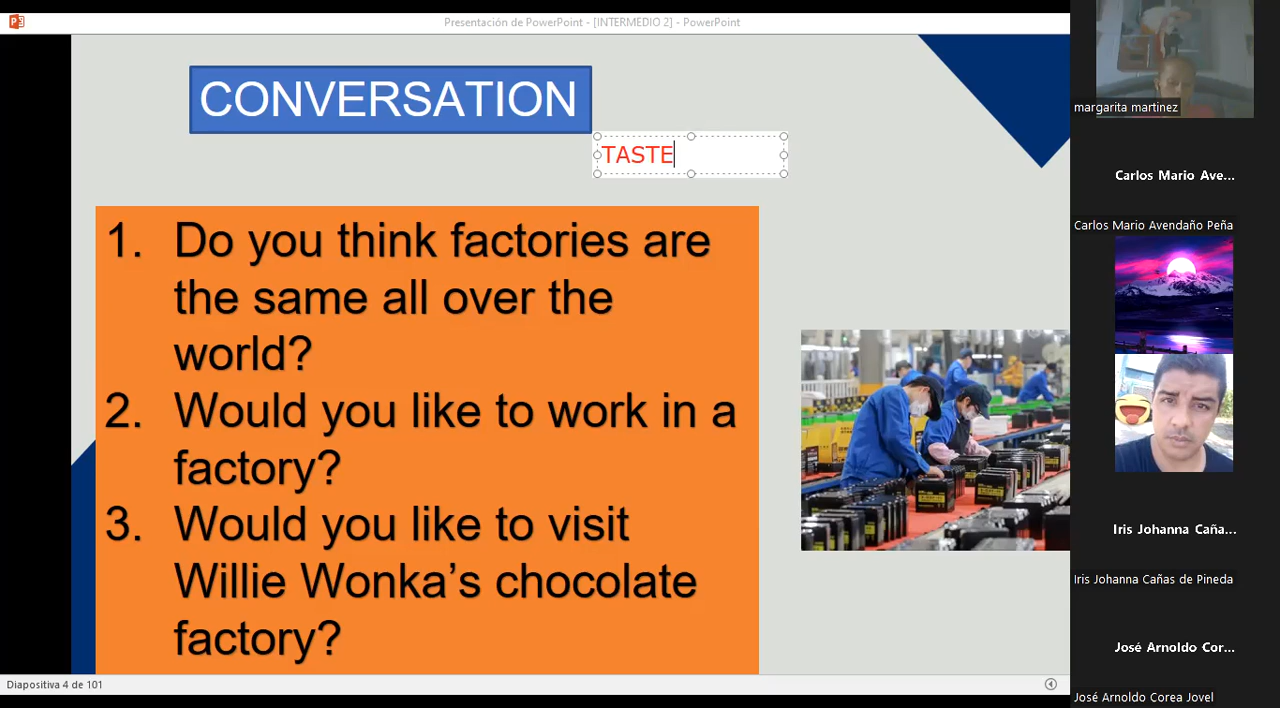 Presentación de PowerPoint - [INTERMEDIO 2] - PowerPoint
CONVERSATION
TASTE
1. Do you think factories are
the same all over the
world?
2. Would you like to work in a
factory?
3. Would you like to visit
Willie Wonka’s chocolate
factory?
Diapositiva 4 de 101
margarita martinez
Carlos Mario Ave...
Carlos Mario Avendaño Peña
Iris Johanna Caña...
Iris Johanna Cañas de Pineda
José Arnoldo Cor...
José Arnoldo Corea Jovel